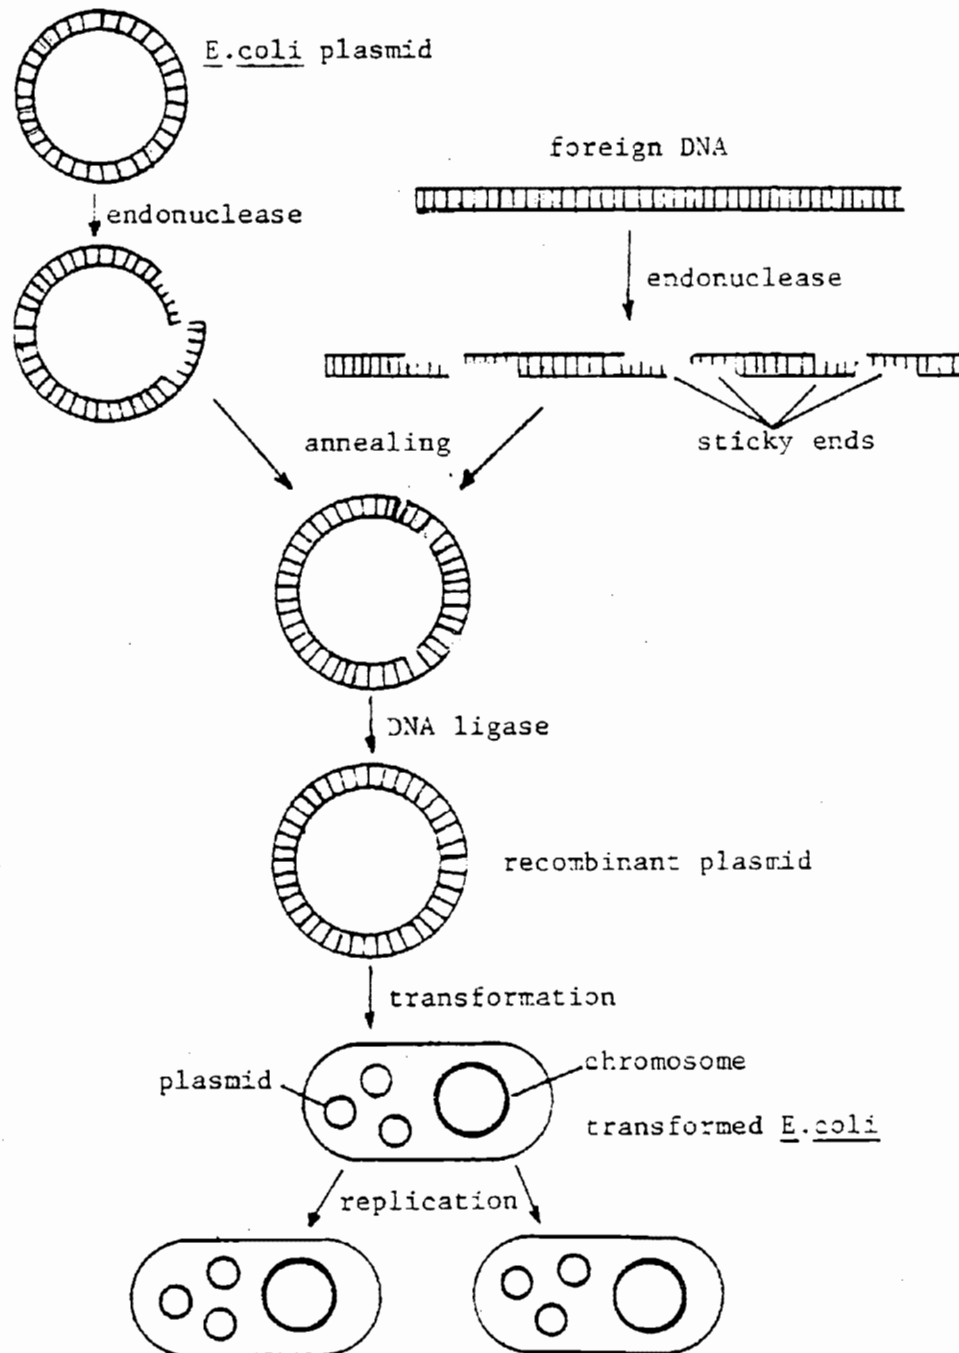 E.coli plasmid
foreign DNA
endonuclease
endonuclease
annealing
sticky ends
DNA ligase
recombinant plasmid
transformation
plasmid
chromosome
transformed E.coli
replication